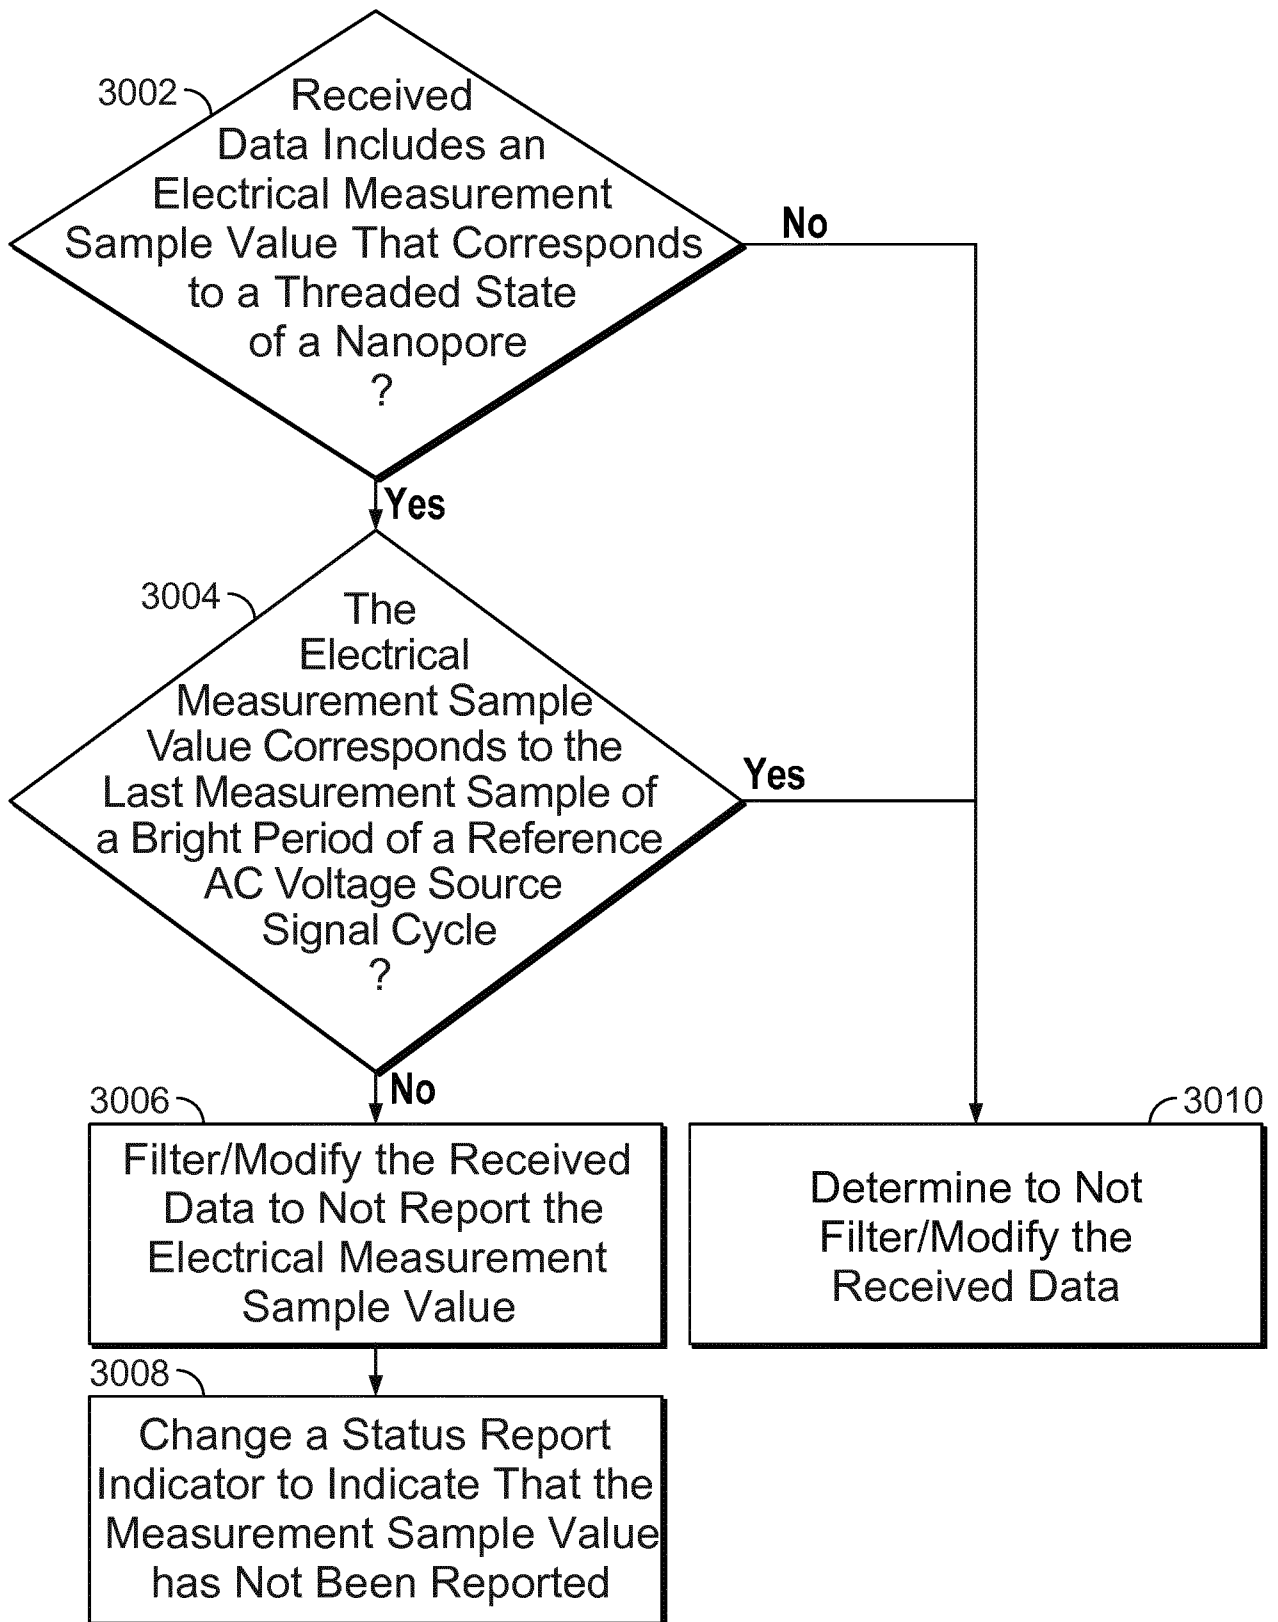 3002
Received
Data Includes an
Electrical Measurement
Sample Value That Corresponds
to a Threaded State
of a Nanopore
?
No
Yes
3004
The
Electrical
Measurement Sample
Value Corresponds to the
Last Measurement Sample of
a Bright Period of a Reference
AC Voltage Source
Signal Cycle
?
Yes
No
3006
Filter/Modify the Received
Data to Not Report the
Electrical Measurement
Sample Value
3010
Determine to Not
Filter/Modify the
Received Data
3008
Change a Status Report
Indicator to Indicate That the
Measurement Sample Value
has Not Been Reported